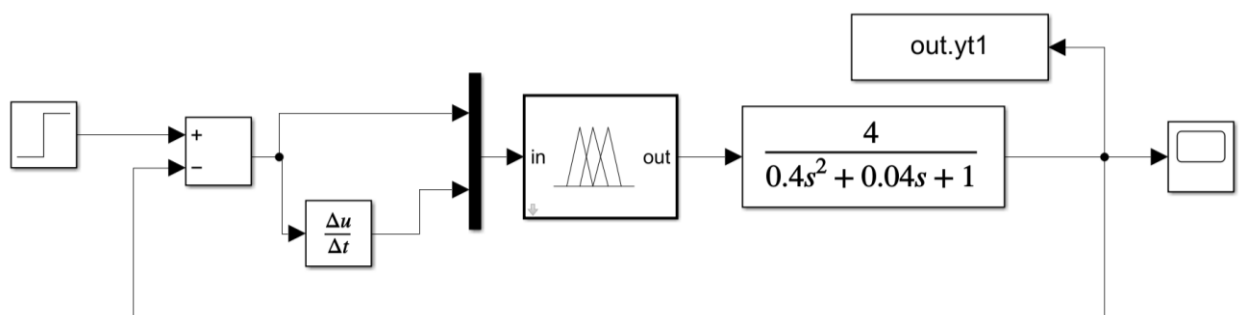 out.yt1
+
−
in
out
4
0.4s² + 0.04s + 1
Δu
Δt